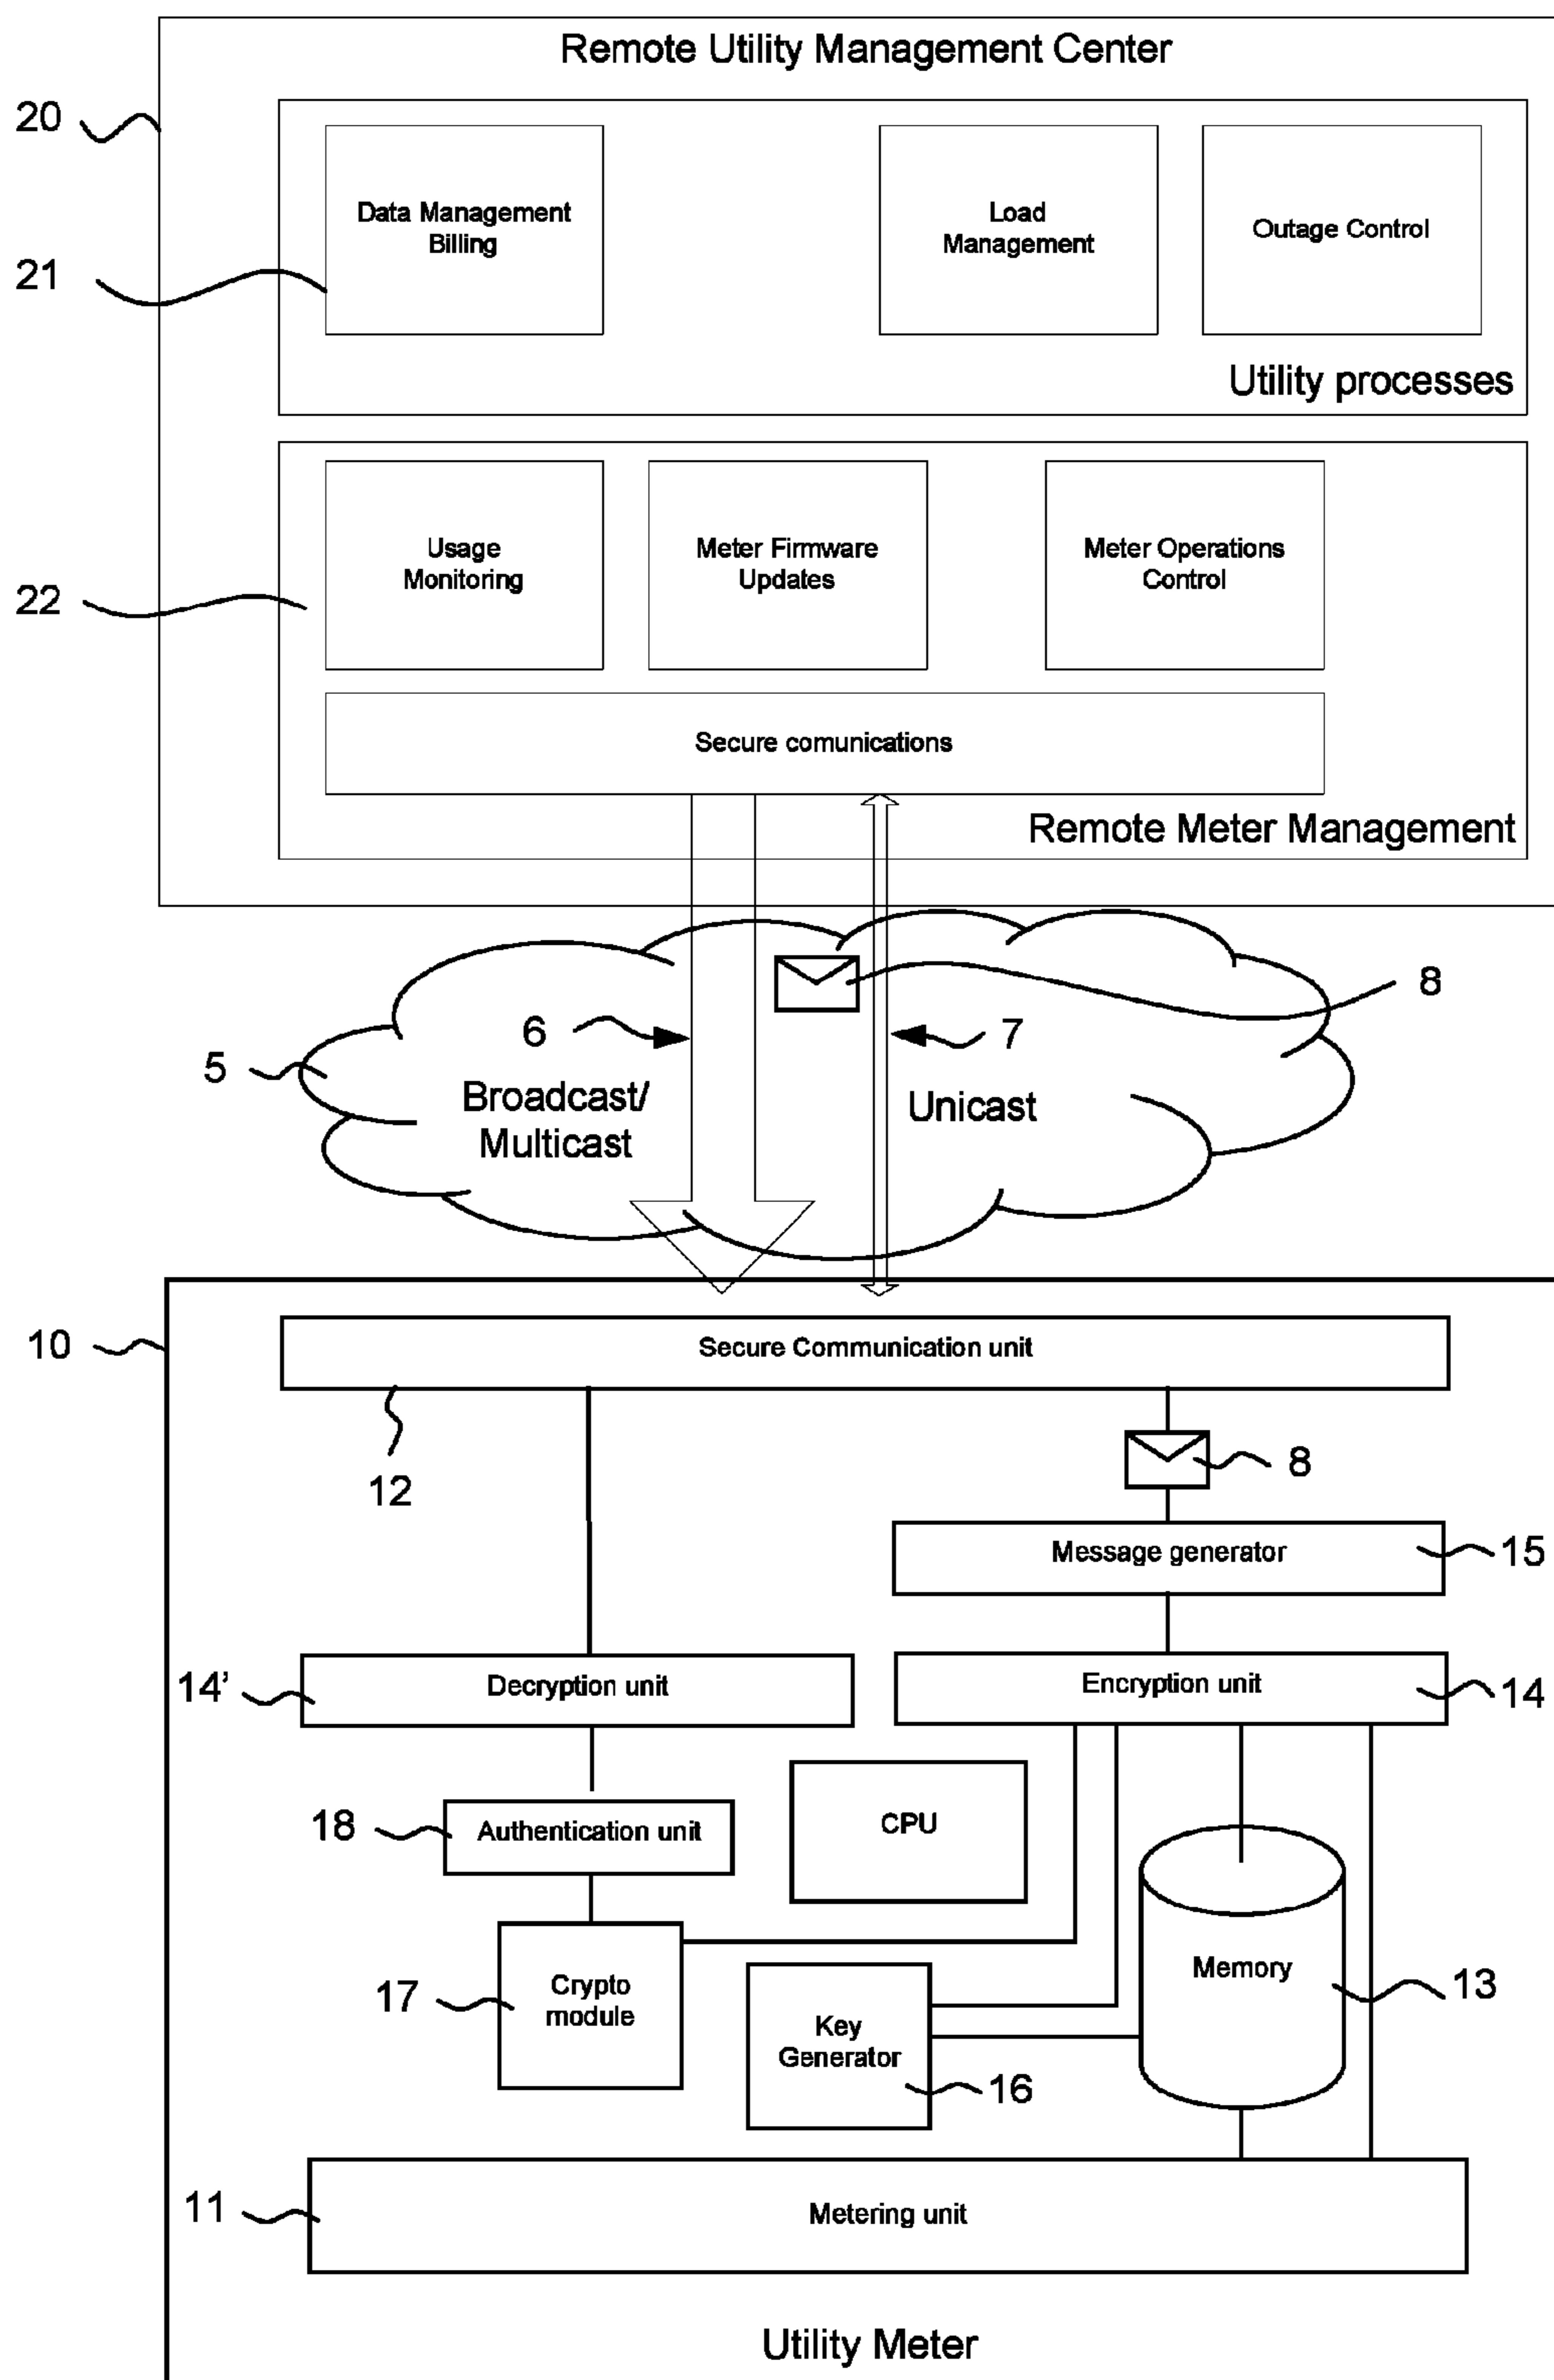 Remote Utility Management Center
20
Data Management
Billing
Load
Management
Outage Control
21
Utility processes
Usage
Monitoring
Meter Firmware
Updates
Meter Operations
Control
22
Secure comunications
Remote Meter Management
8
6
7
5
Broadcast/
Multicast
Unicast
10
Secure Communication unit
12
8
Message generator
15
14’
Decryption unit
Encryption unit
14
18
Authentication unit
CPU
17
Crypto
module
Key
Generator
16
Memory
13
11
Metering unit
Utility Meter